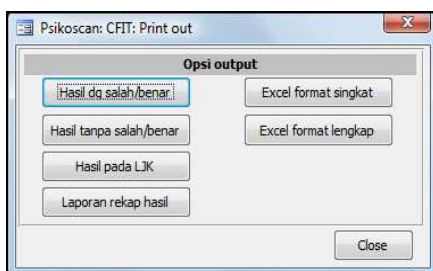 Psikoscan: CFIT: Print out
Opsi output
Hasil dg salah/benar
Excel format singkat
Hasil tanpa salah/benar
Excel format lengkap
Hasil pada LJK
Laporan rekap hasil
Close